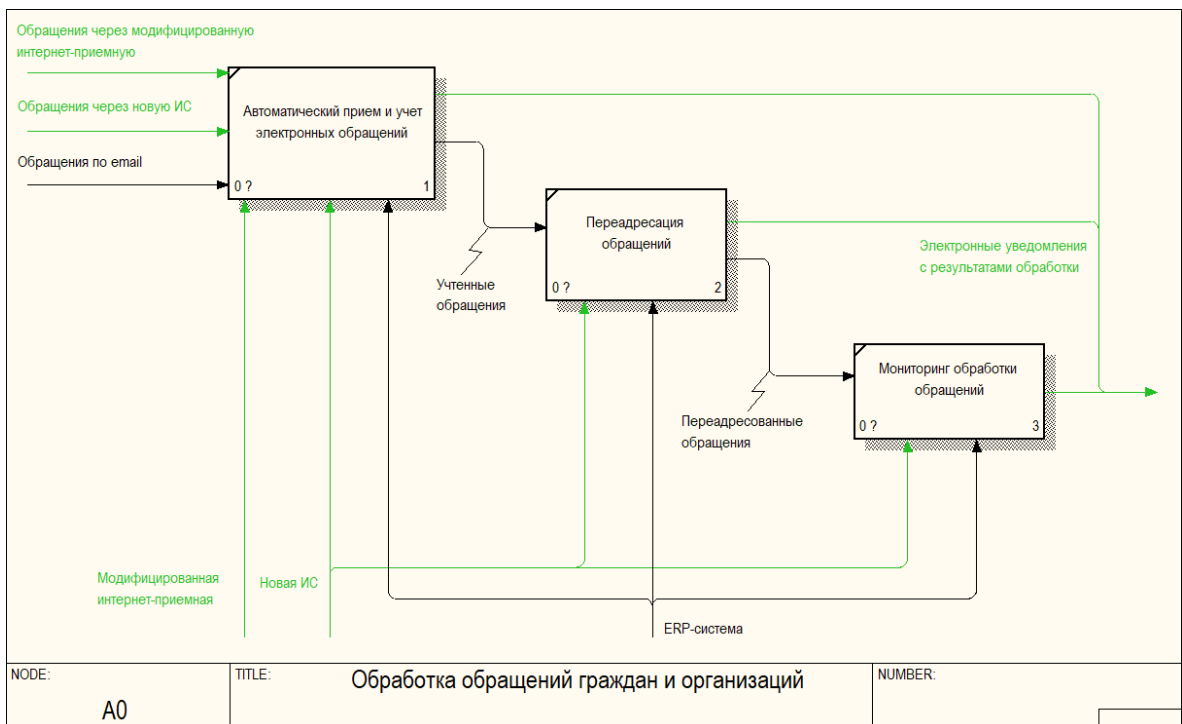 Обращения через модифицированную
интернет-приемную
Обращения через новую ИС
Обращения по email
Автоматический прием и учет
электронных обращений
0 ?
1
Переадресация
обращений
0 ?
2
Учтенные
обращения
Электронные уведомления
с результатами обработки
Мониторинг обработки
обращений
0 ?
3
Переадресованные
обращения
Модифицированная
интернет-приемная
Новая ИС
ERP-система
NODE:
A0
TITLE:
Обработка обращений граждан и организаций
NUMBER: